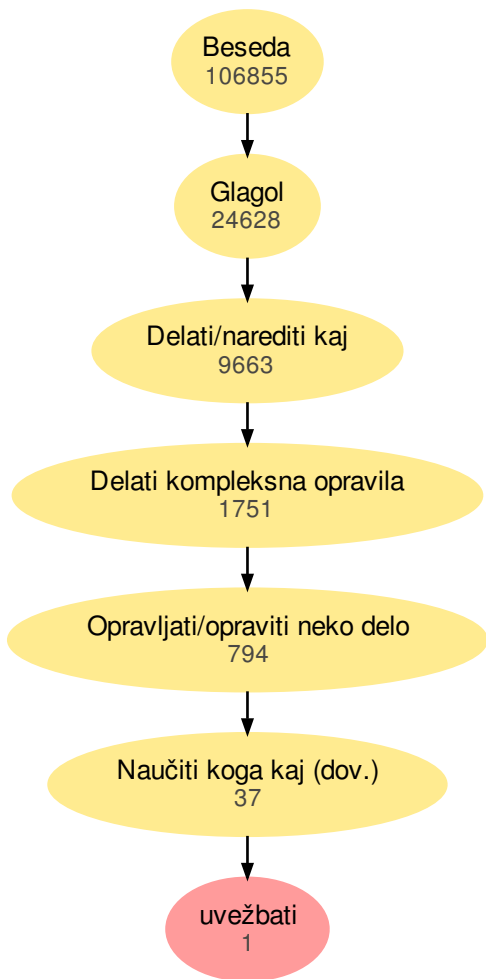 Beseda
106855
Glagol
24628
Delati/narediti kaj
9663
Delati kompleksna opravila
1751
Opravljati/opraviti neko delo
794
Naučiti koga kaj (dov.)
37
uvežbati
1